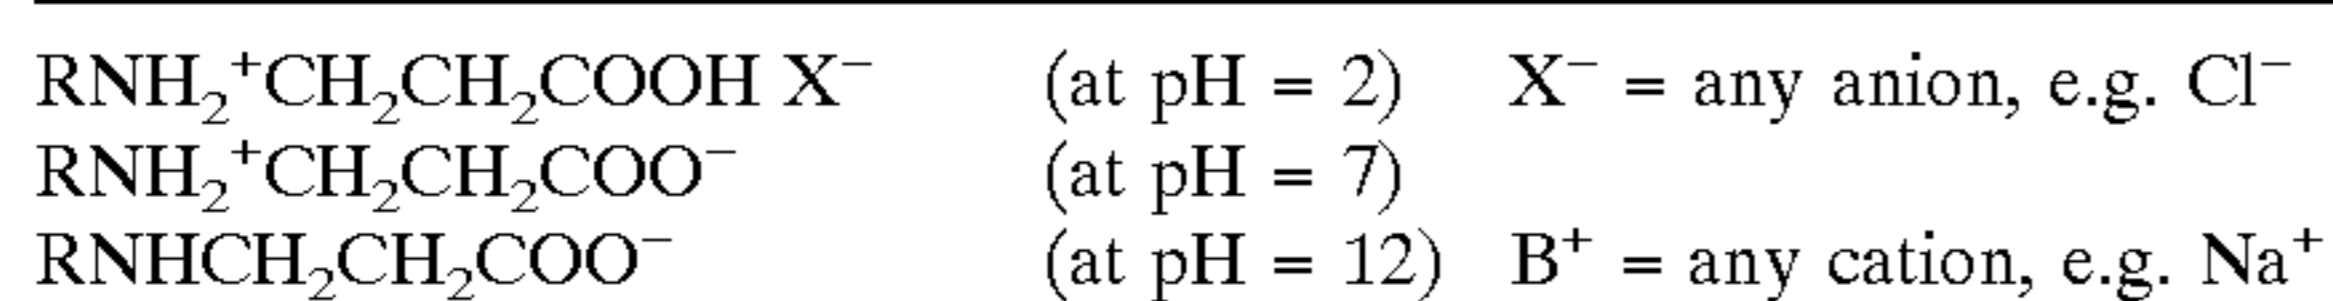 RNH₂⁺CH₂CH₂COOH X⁻ (at pH = 2) X⁻ = any anion, e.g. Cl⁻
RNH₂⁺CH₂CH₂COO⁻ (at pH = 7)
RNHCH₂CH₂COO⁻ (at pH = 12) B⁺ = any cation, e.g. Na⁺